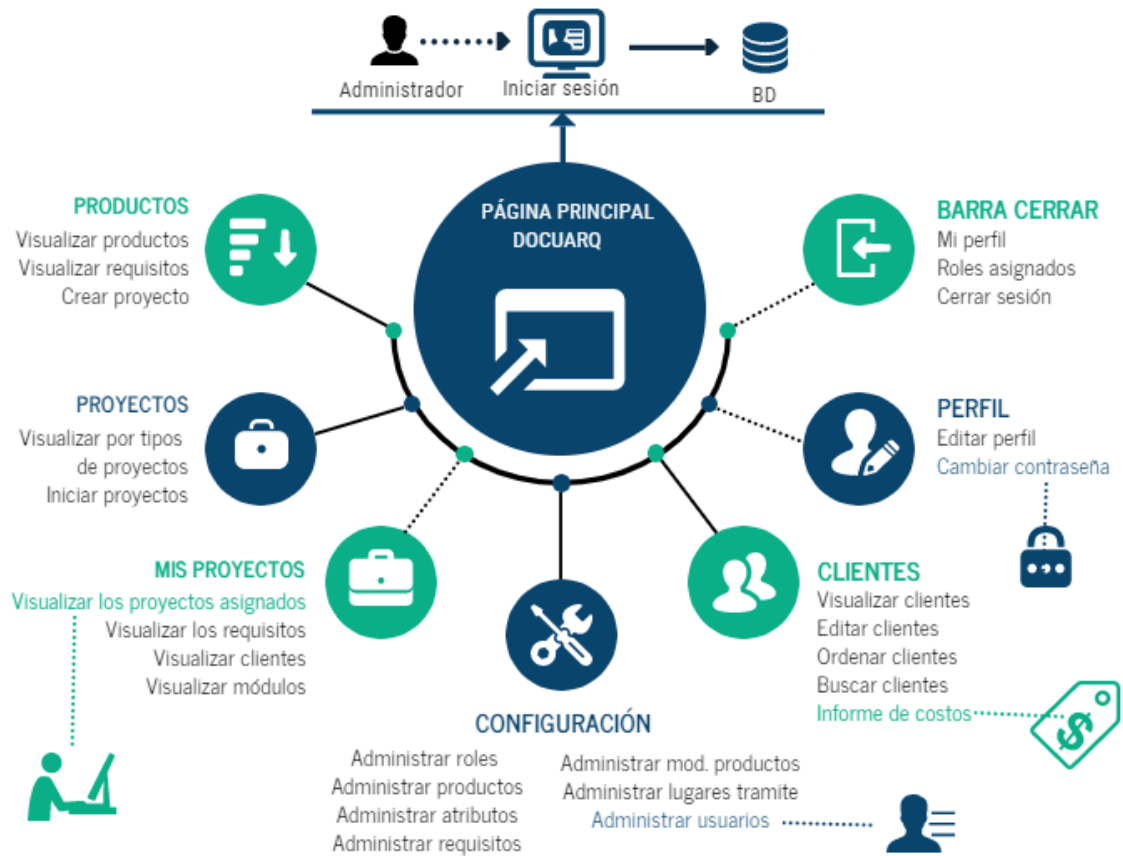 Administrador
Iniciar sesión
BD
PÁGINA PRINCIPAL
DOCUARQ
PRODUCTOS
Visualizar productos
Visualizar requisitos
Crear proyecto
BARRA CERRAR
Mi perfil
Roles asignados
Cerrar sesión
PROYECTOS
Visualizar por tipos
de proyectos
Iniciar proyectos
PERFIL
Editar perfil
Cambiar contraseña
MIS PROYECTOS
Visualizar los proyectos asignados
Visualizar los requisitos
Visualizar clientes
Visualizar módulos
CLIENTES
Visualizar clientes
Editar clientes
Ordenar clientes
Buscar clientes
Informe de costos
$
CONFIGURACIÓN
Administrar roles
Administrar productos
Administrar atributos
Administrar requisitos
Administrar mod. productos
Administrar lugares tramite
Administrar usuarios